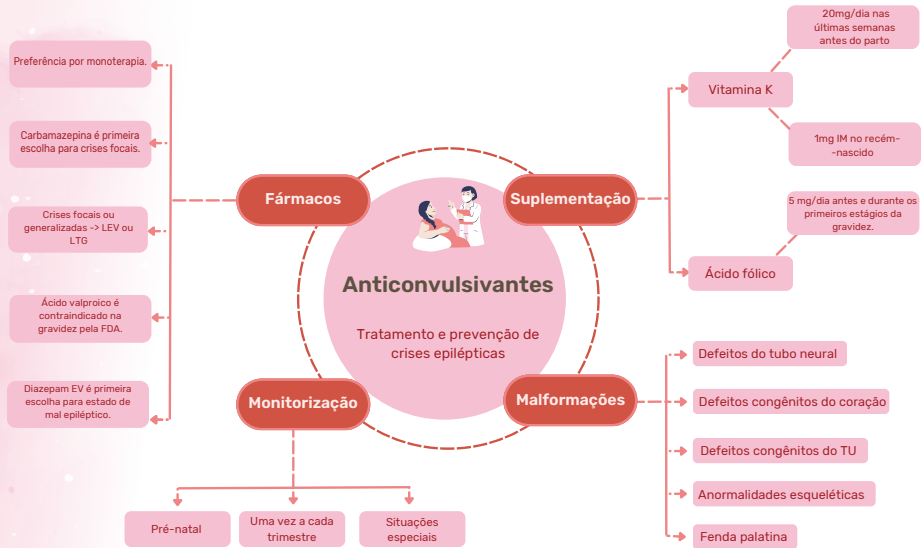 Anticonvulsivantes
Tratamento e prevenção de
crises epilépticas
Fármacos
Preferência por monoterapia.
Carbamazepina é primeira
escolha para crises focais.
Crises focais ou
generalizadas -> LEV ou
LTG
Ácido valproico é
contraindicado na
gravidez pela FDA.
Diazepam EV é primeira
escolha para estado de
mal epiléptico.
Suplementação
Vitamina K
20mg/dia nas
últimas semanas
antes do parto
1mg IM no recém-
-nascido
Ácido fólico
5 mg/dia antes e durante os
primeiros estágios da
gravidez.
Monitorização
Pré-natal
Uma vez a cada
trimestre
Situações
especiais
Malformações
Defeitos do tubo neural
Defeitos congênitos do coração
Defeitos congênitos do TU
Anormalidades esqueléticas
Fenda palatina